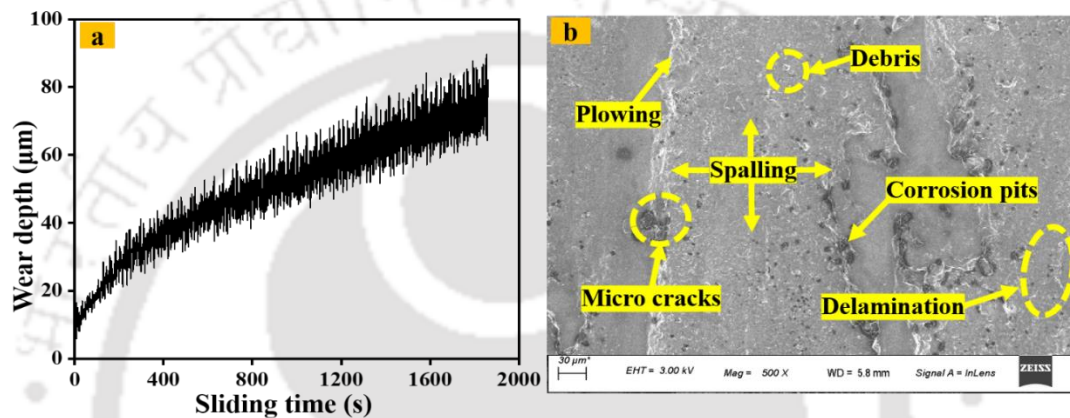 a
100
80
60
40
20
0
0 400 800 1200 1600 2000
Wear depth (µm)
Sliding time (s)
b
Debris
Plowing
Spalling
Corrosion pits
Micro cracks
Delamination
30 µm*
EHT = 3.00 kV Mag = 500 X WD = 5.8 mm Signal A = InLens
ZEISS